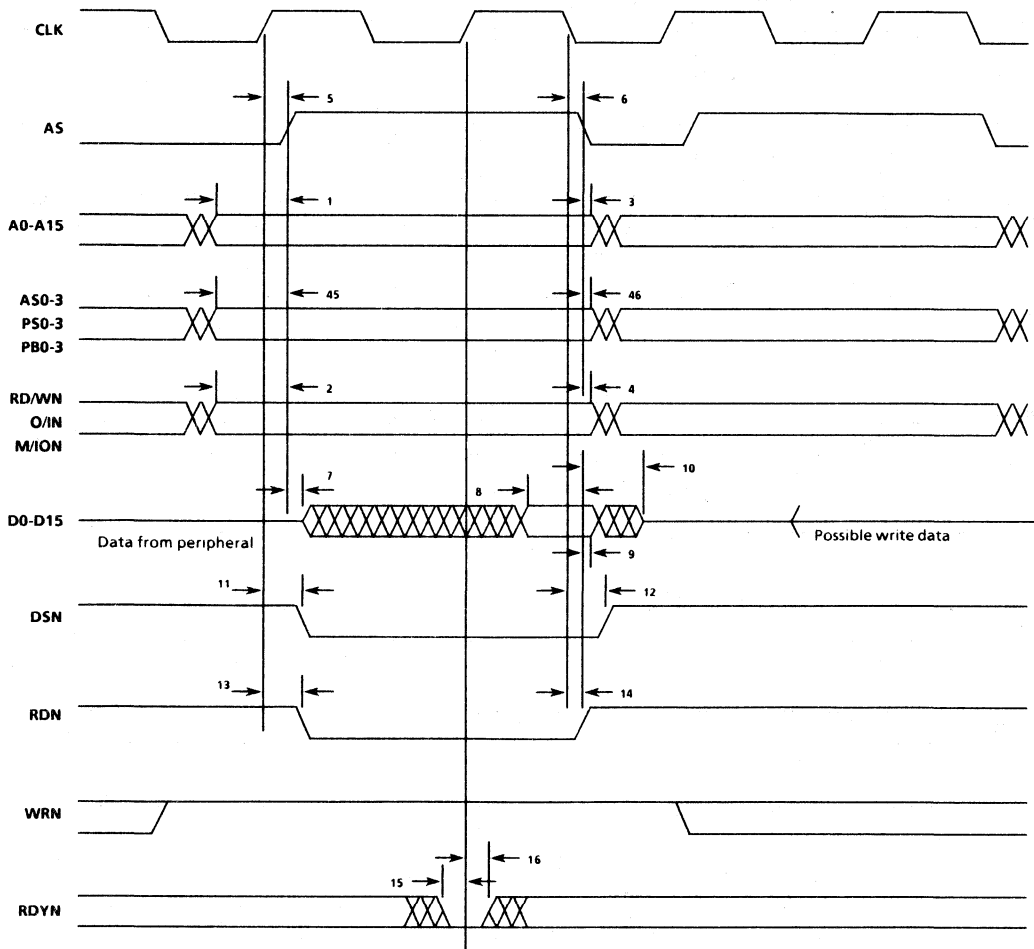 CLK
5
6
AS
1
3
A0-A15
AS0-3
45
46
PS0-3
PB0-3
RD/WN
2
4
O/IN
M/ION
7
8
10
D0-D15
Data from peripheral
Possible write data
9
11
12
DSN
13
14
RDN
WRN
16
15
RDYN